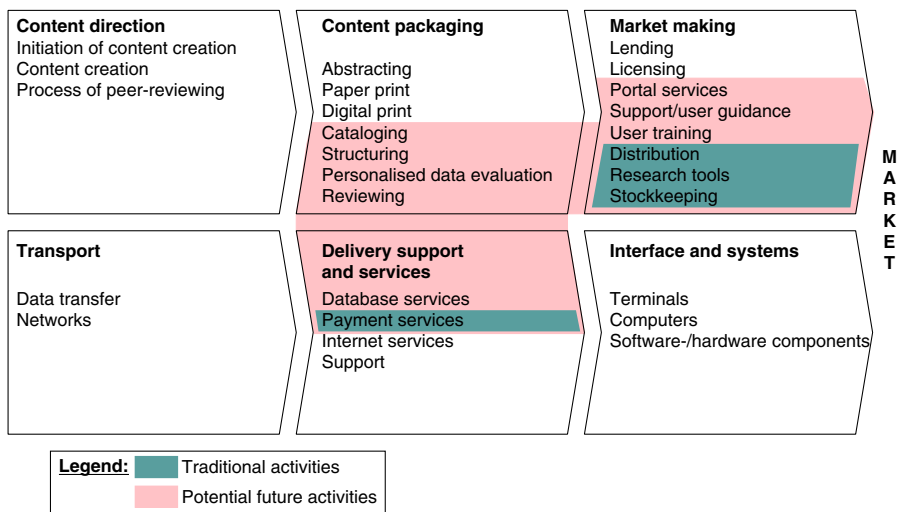 Content direction
Initiation of content creation
Content creation
Process of peer-reviewing
Content packaging
Abstracting
Paper print
Digital print
Cataloging
Structuring
Personalised data evaluation
Reviewing
Market making
Lending
Licensing
Portal services
Support/user guidance
User training
Distribution
Research tools
Stockkeeping
MARKET
Transport
Data transfer
Networks
Delivery support
and services
Database services
Payment services
Internet services
Support
Interface and systems
Terminals
Computers
Software-/hardware components
Legend:
Traditional activities
Potential future activities